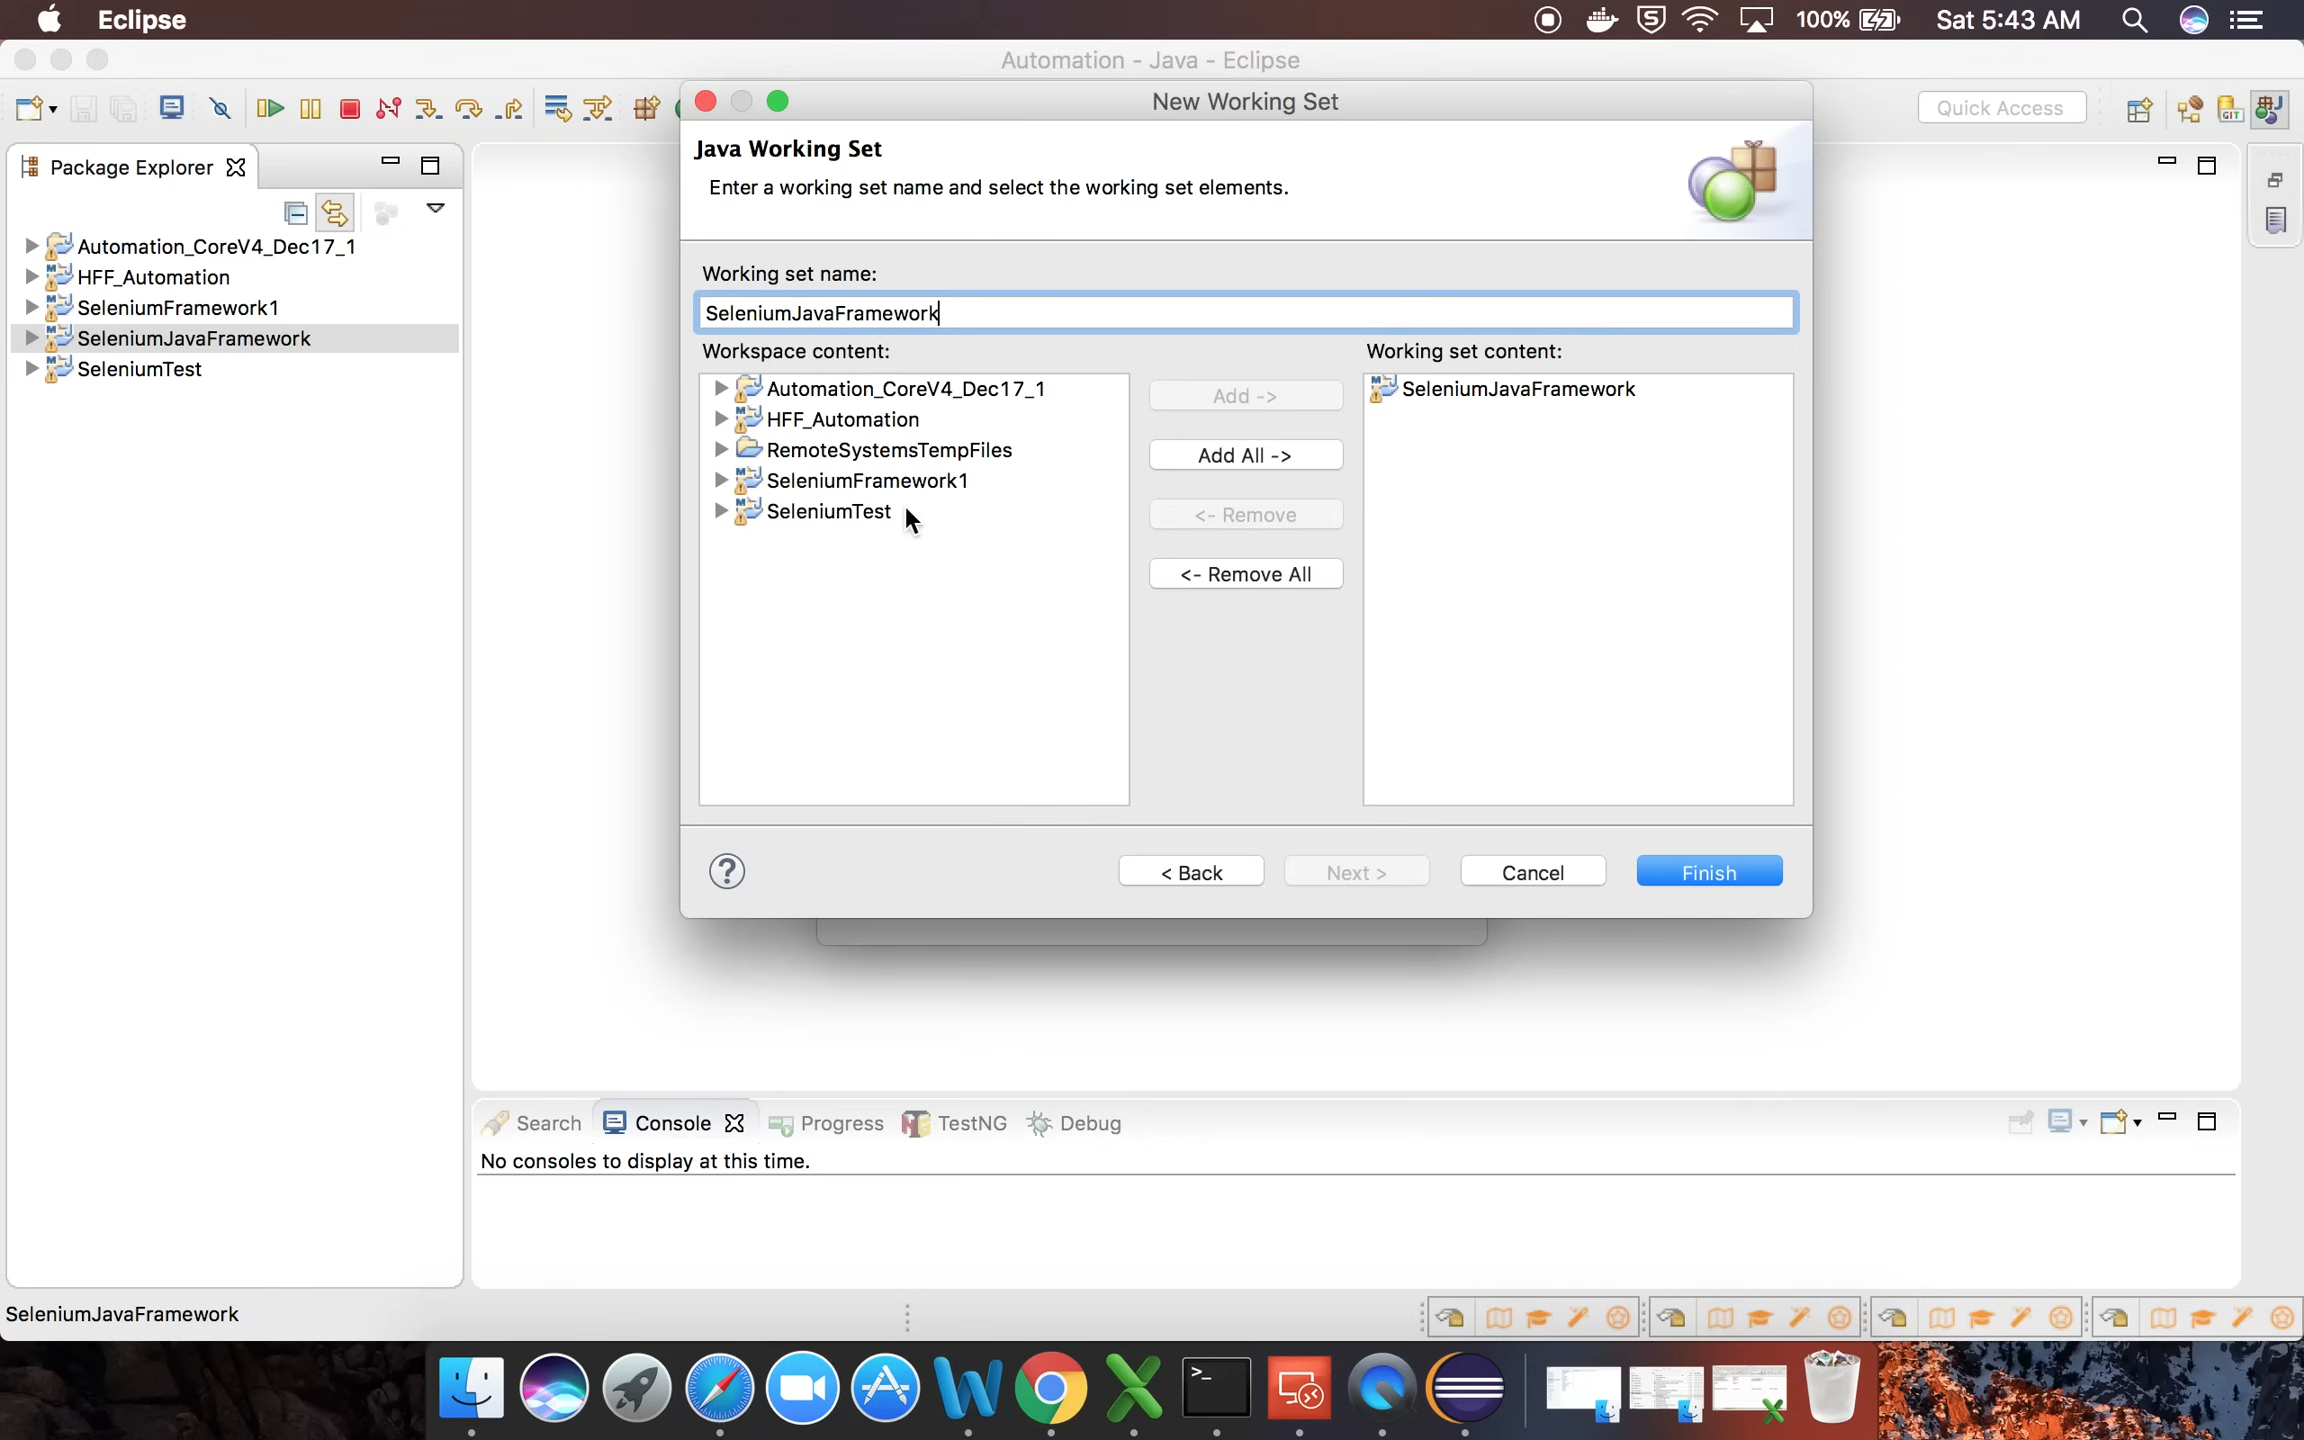 Eclipse
100%
Sat 5:43 AM
Automation - Java - Eclipse
Quick Access
Package Explorer
Automation_CoreV4_Dec17_1
HFF_Automation
SeleniumFramework1
SeleniumJavaFramework
SeleniumTest
New Working Set
Java Working Set
Enter a working set name and select the working set elements.
Working set name:
SeleniumJavaFramework
Workspace content:
Working set content:
Automation_CoreV4_Dec17_1
HFF_Automation
RemoteSystemsTempFiles
SeleniumFramework1
SeleniumTest
Add ->
Add All ->
<- Remove
<- Remove All
SeleniumJavaFramework
< Back
Next >
Cancel
Finish
Search
Console
Progress
TestNG
Debug
No consoles to display at this time.
SeleniumJavaFramework